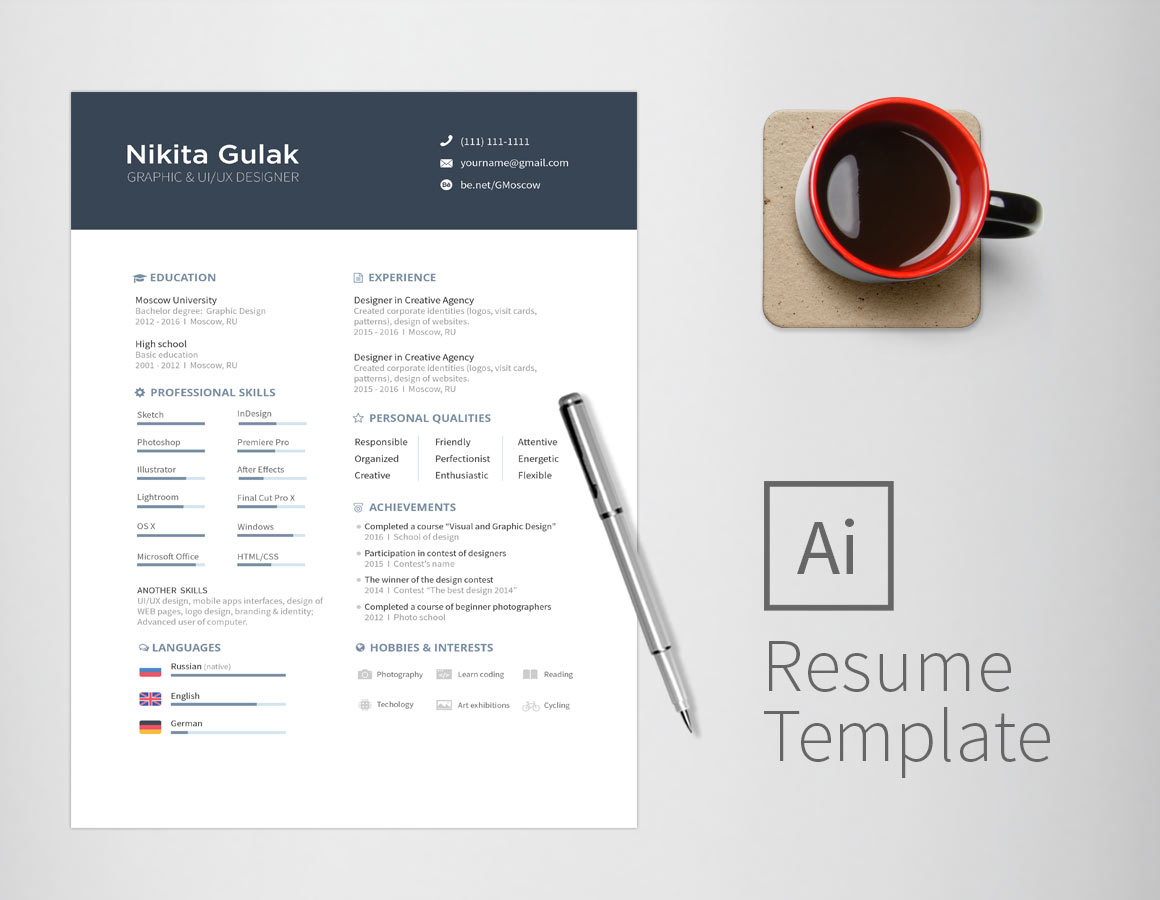 Nikita Gulak
GRAPHIC & UI/UX DESIGNER
(111) 111-1111
yourname@gmail.com
Bē be.net/GMoscow
EDUCATION
Moscow University
Bachelor degree: Graphic Design
2012 - 2016 I Moscow, RU
High school
Basic education
2001 - 2012 I Moscow, RU
PROFESSIONAL SKILLS
Sketch
InDesign
Photoshop
Premiere Pro
Illustrator
After Effects
Lightroom
Final Cut Pro X
OS X
Windows
Microsoft Office
HTML/CSS
ANOTHER SKILLS
UI/UX design, mobile apps interfaces, design of
WEB pages, logo design, branding & identity;
Advanced user of computer.
LANGUAGES
Russian (native)
English
German
EXPERIENCE
Designer in Creative Agency
Created corporate identities (logos, visit cards,
patterns), design of websites.
2015 - 2016 I Moscow, RU
Designer in Creative Agency
Created corporate identities (logos, visit cards,
patterns), design of websites.
2015 - 2016 I Moscow, RU
PERSONAL QUALITIES
Responsible Friendly Attentive
Organized Perfectionist Energetic
Creative Enthusiastic Flexible
ACHIEVEMENTS
Completed a course "Visual and Graphic Design"
2016 I School of design
Participation in contest of designers
2015 I Contest's name
The winner of the design contest
2014 I Contest "The best design 2014"
Completed a course of beginner photographers
2012 I Photo school
HOBBIES & INTERESTS
Photography </> Learn coding Reading
Techology Art exhibitions Cycling
Ai
Resume
Template